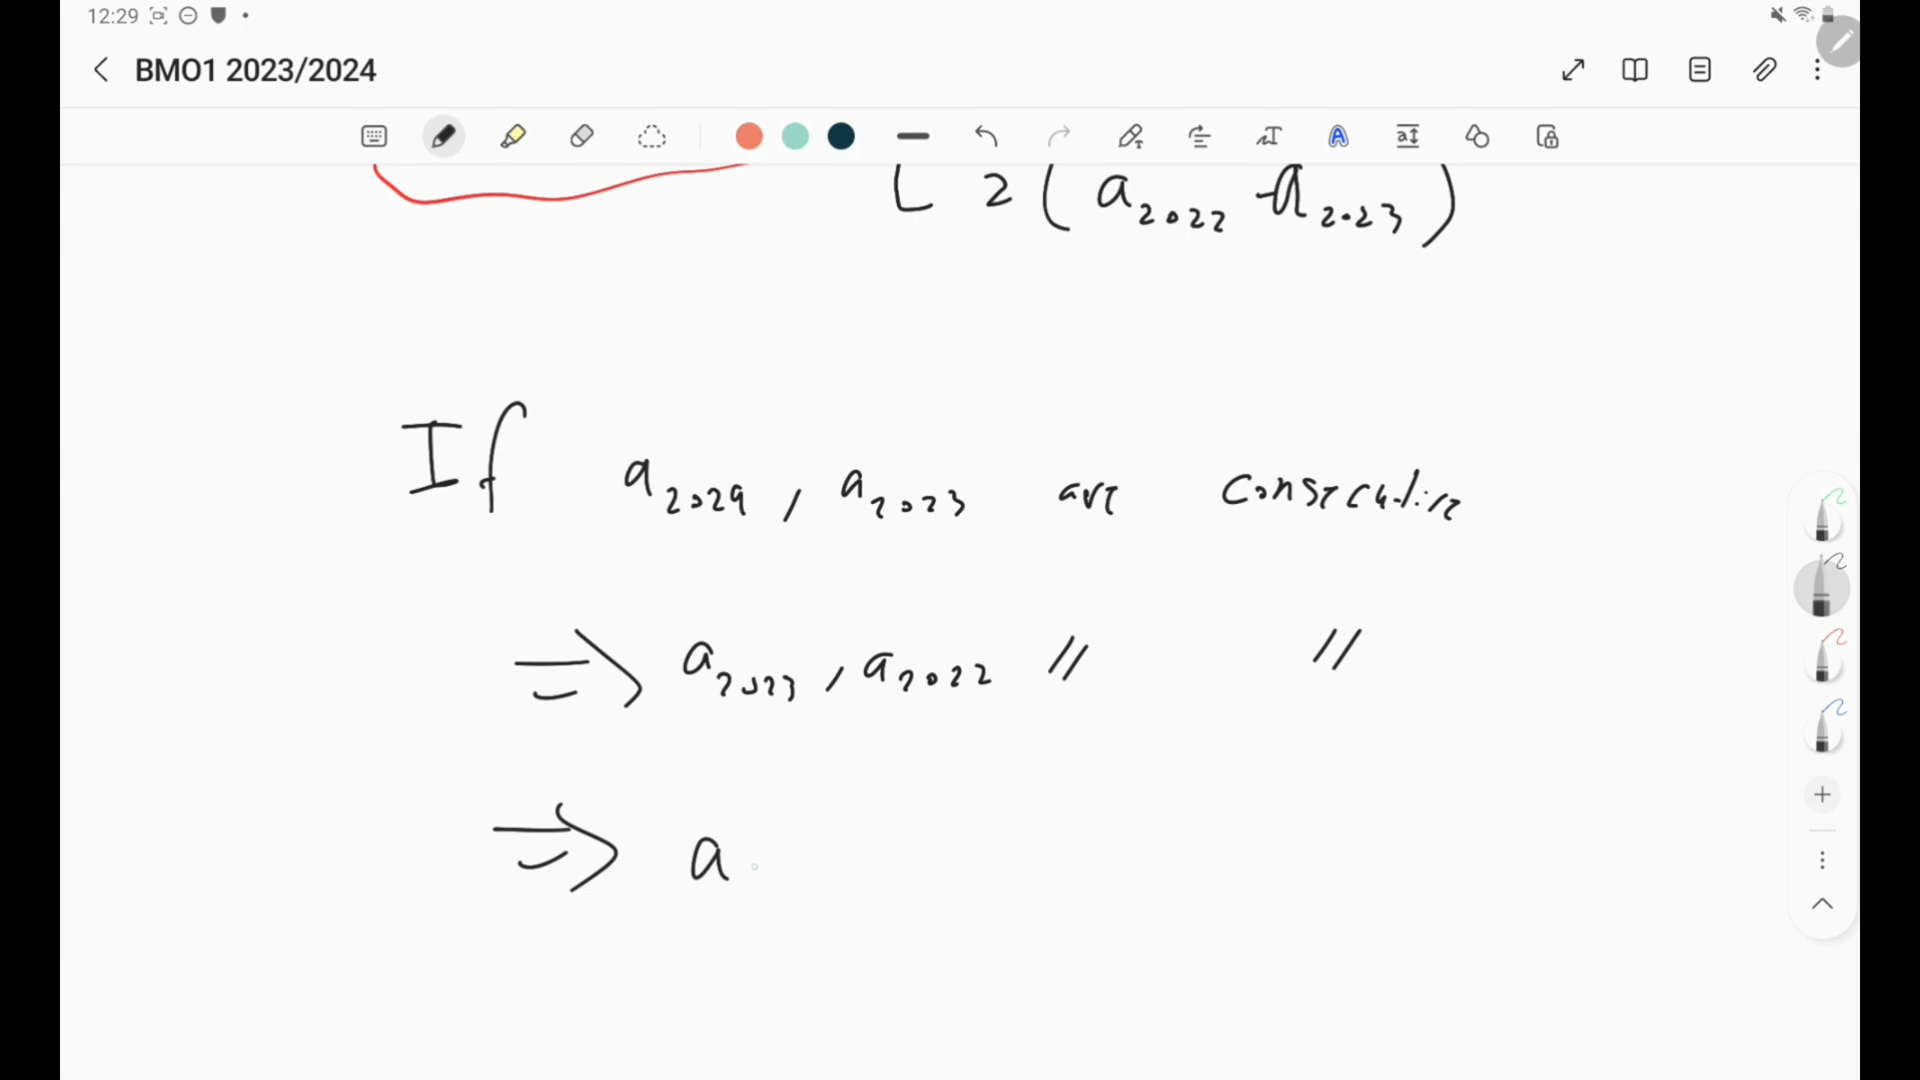 12:29
BMO1 2023/2024
2 ( a2022 - a2023 )
If a2024 , a2023 are consecutive
=> a2023 , a2022 // //
=> a